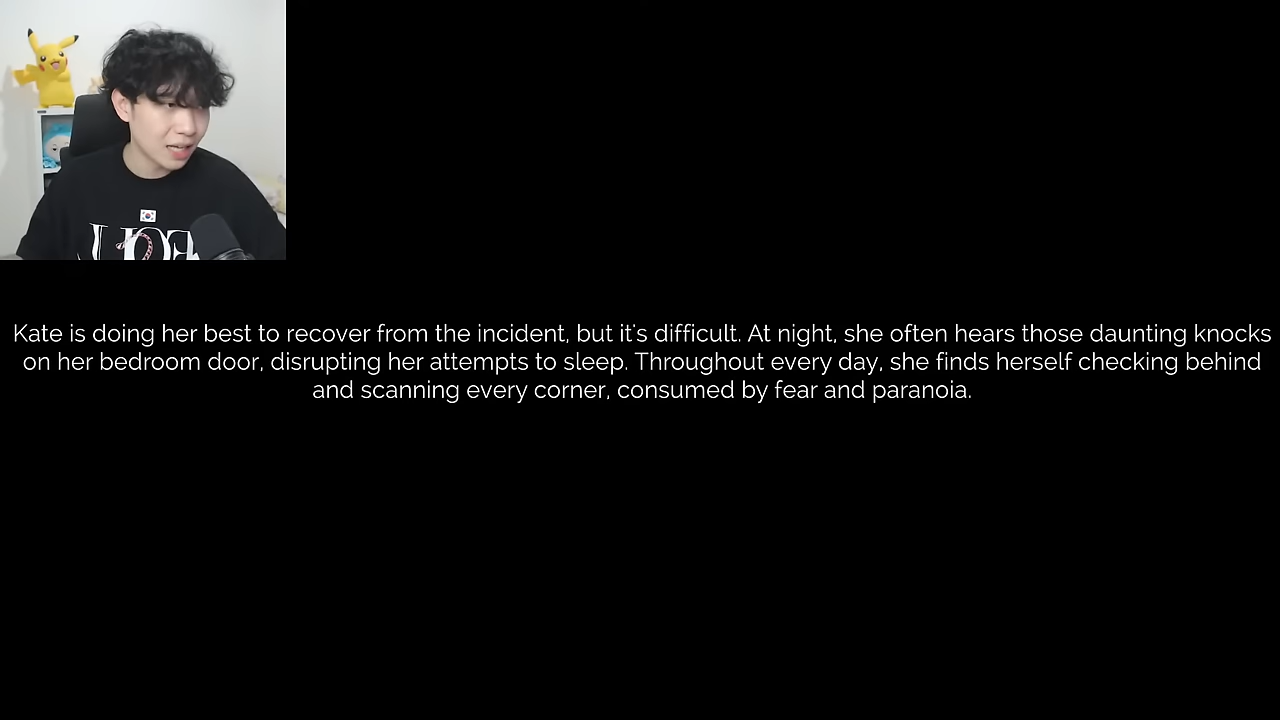 Kate is doing her best to recover from the incident, but it's difficult. At night, she often hears those daunting knocks
on her bedroom door, disrupting her attempts to sleep. Throughout every day, she finds herself checking behind
and scanning every corner, consumed by fear and paranoia.